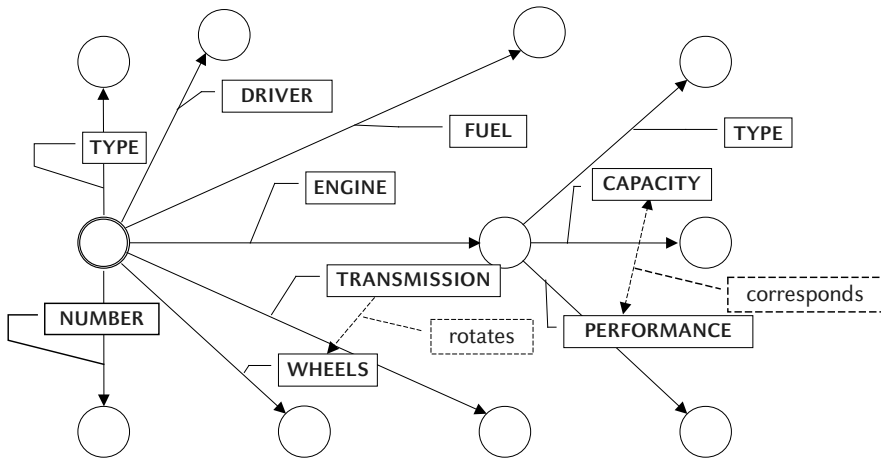 DRIVER
FUEL
TYPE
TYPE
ENGINE
CAPACITY
TRANSMISSION
corresponds
NUMBER
rotates
PERFORMANCE
WHEELS